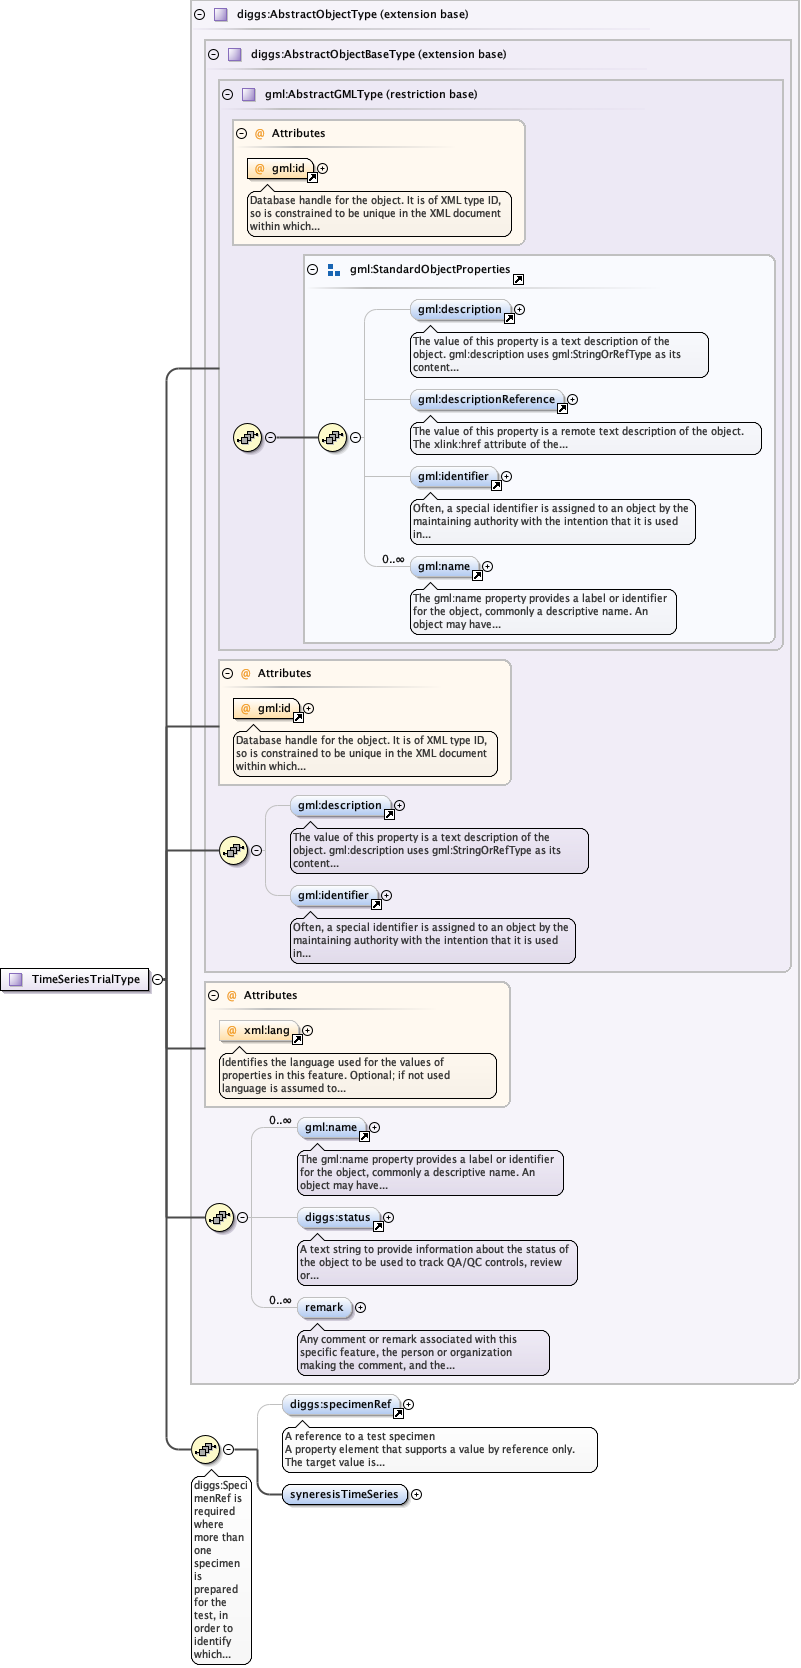 diggs:AbstractObjectType (extension base)
diggs:AbstractObjectBaseType (extension base)
gml:AbstractGMLType (restriction base)
@ Attributes
@ gml:id
Database handle for the object. It is of XML type ID,
so is constrained to be unique in the XML document
within which...
gml:StandardObjectProperties
gml:description
The value of this property is a text description of the
object. gml:description uses gml:StringOrRefType as its
content...
gml:descriptionReference
The value of this property is a remote text description of the object.
The xlink:href attribute of the...
gml:identifier
Often, a special identifier is assigned to an object by the
maintaining authority with the intention that it is used
in...
0..∞
gml:name
The gml:name property provides a label or identifier
for the object, commonly a descriptive name. An
object may have...
@ Attributes
@ gml:id
Database handle for the object. It is of XML type ID,
so is constrained to be unique in the XML document
within which...
gml:description
The value of this property is a text description of the
object. gml:description uses gml:StringOrRefType as its
content...
gml:identifier
Often, a special identifier is assigned to an object by the
maintaining authority with the intention that it is used
in...
TimeSeriesTrialType
@ Attributes
@ xml:lang
Identifies the language used for the values of
properties in this feature. Optional; if not used
language is assumed to...
0..∞
gml:name
The gml:name property provides a label or identifier
for the object, commonly a descriptive name. An
object may have...
diggs:status
A text string to provide information about the status of
the object to be used to track QA/QC controls, review
or...
0..∞
remark
Any comment or remark associated with this
specific feature, the person or organization
making the comment, and the...
diggs:specimenRef
A reference to a test specimen
A property element that supports a value by reference only.
The target value is...
syneresisTimeSeries
diggs:Speci
menRef is
required
where
more than
one
specimen
is
prepared
for the
test, in
order to
identify
which...